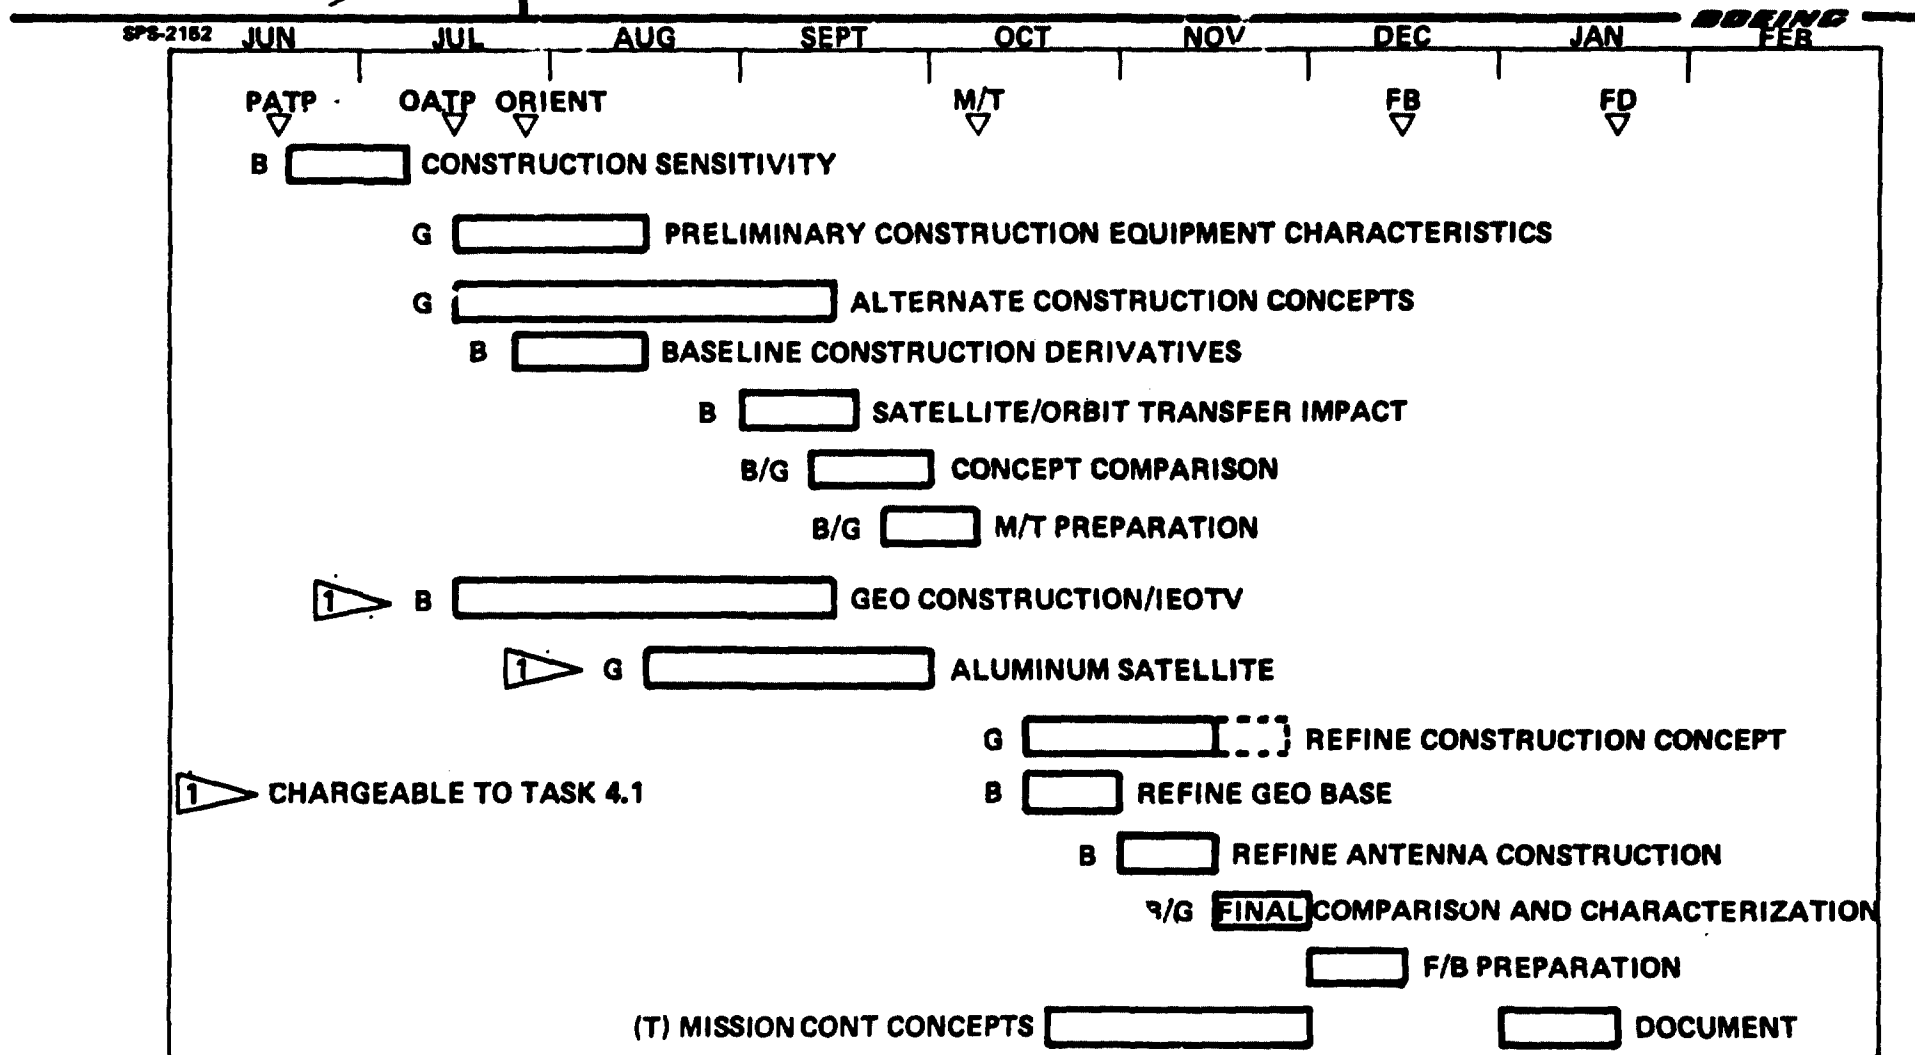 BOEING
SPS-2162 JUN JUL AUG SEPT OCT NOV DEC JAN FEB
PATP OATP ORIENT M/T FB FD
B CONSTRUCTION SENSITIVITY
G PRELIMINARY CONSTRUCTION EQUIPMENT CHARACTERISTICS
G ALTERNATE CONSTRUCTION CONCEPTS
B BASELINE CONSTRUCTION DERIVATIVES
B SATELLITE/ORBIT TRANSFER IMPACT
B/G CONCEPT COMPARISON
B/G M/T PREPARATION
1 B GEO CONSTRUCTION/IEOTV
1 G ALUMINUM SATELLITE
G REFINE CONSTRUCTION CONCEPT
1 CHARGEABLE TO TASK 4.1 B REFINE GEO BASE
B REFINE ANTENNA CONSTRUCTION
B/G FINAL COMPARISON AND CHARACTERIZATION
F/B PREPARATION
(T) MISSION CONT CONCEPTS DOCUMENT